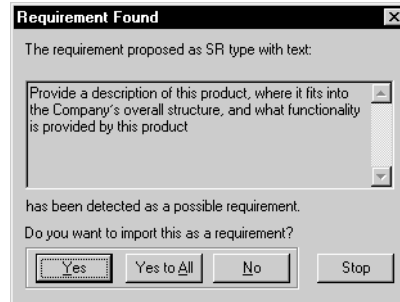 Requirement Found
The requirement proposed as SR type with text:
Provide a description of this product, where it fits into
the Company's overall structure, and what functionality
is provided by this product
has been detected as a possible requirement.
Do you want to import this as a requirement?
Yes Yes to All No Stop